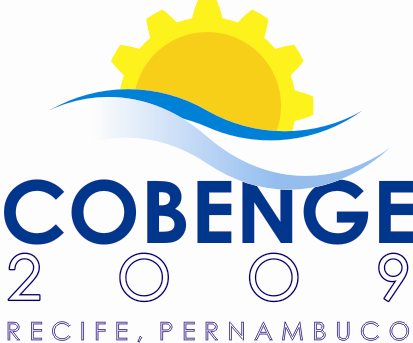 COBENGE
2009
RECIFE, PERNAMBUCO